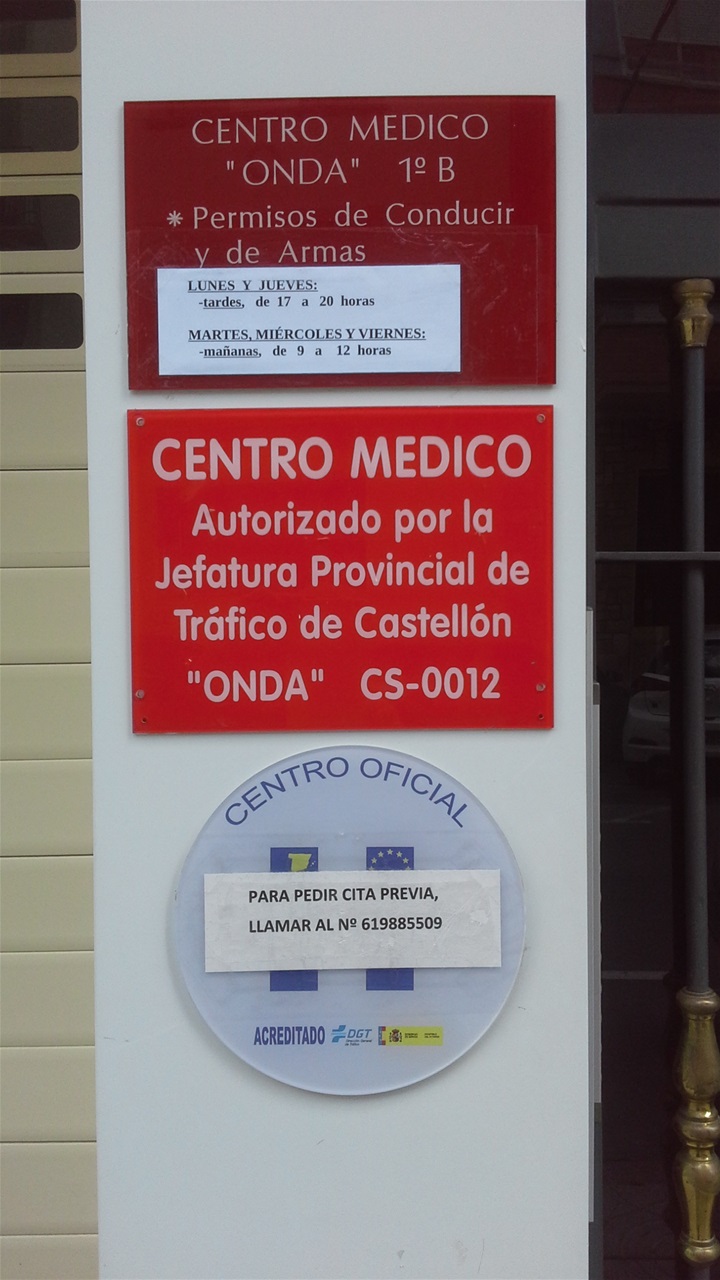 CENTRO MEDICO
"ONDA" 1º B
* Permisos de Conducir
y de Armas
LUNES Y JUEVES:
-tardes, de 17 a 20 horas
MARTES, MIÉRCOLES Y VIERNES:
-mañanas, de 9 a 12 horas
CENTRO MEDICO
Autorizado por la
Jefatura Provincial de
Tráfico de Castellón
"ONDA" CS-0012
CENTRO OFICIAL
PARA PEDIR CITA PREVIA,
LLAMAR AL Nº 619885509
ACREDITADO DGT